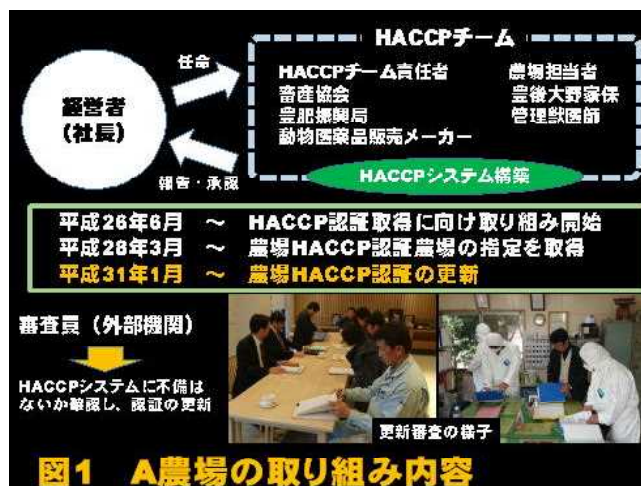 HACCPチーム
任命
経営者
(社長)
HACCPチーム責任者 農場担当者
畜産協会 豊後大野家保
豊肥振興局 管理獣医師
動物医薬品販売メーカー
報告・承認
HACCPシステム構築
平成26年6月 ～ HACCP認証取得に向け取り組み開始
平成28年3月 ～ 農場HACCP認証農場の指定を取得
平成31年1月 ～ 農場HACCP認証の更新
審査員(外部機関)
HACCPシステムに不備は
ないか確認し、認証の更新
更新審査の様子
図1 A農場の取り組み内容